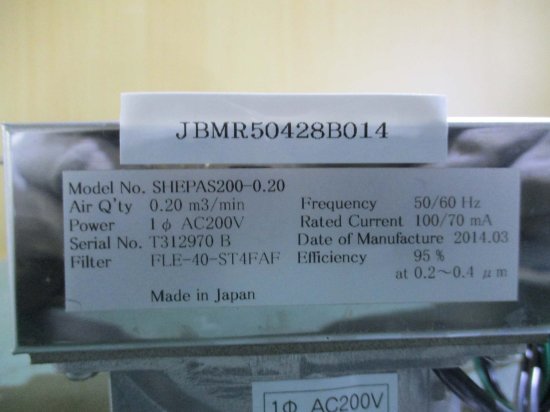 JBMR50428B014
Model No. SHEPAS200-0.20
Air Q'ty 0.20 m3/min Frequency 50/60 Hz
Power 1φ AC200V Rated Current 100/70 mA
Serial No. T312970 B Date of Manufacture 2014.03
Filter FLE-40-ST4FAF Efficiency 95 %
at 0.2～0.4 μm
Made in Japan
1Φ AC200V